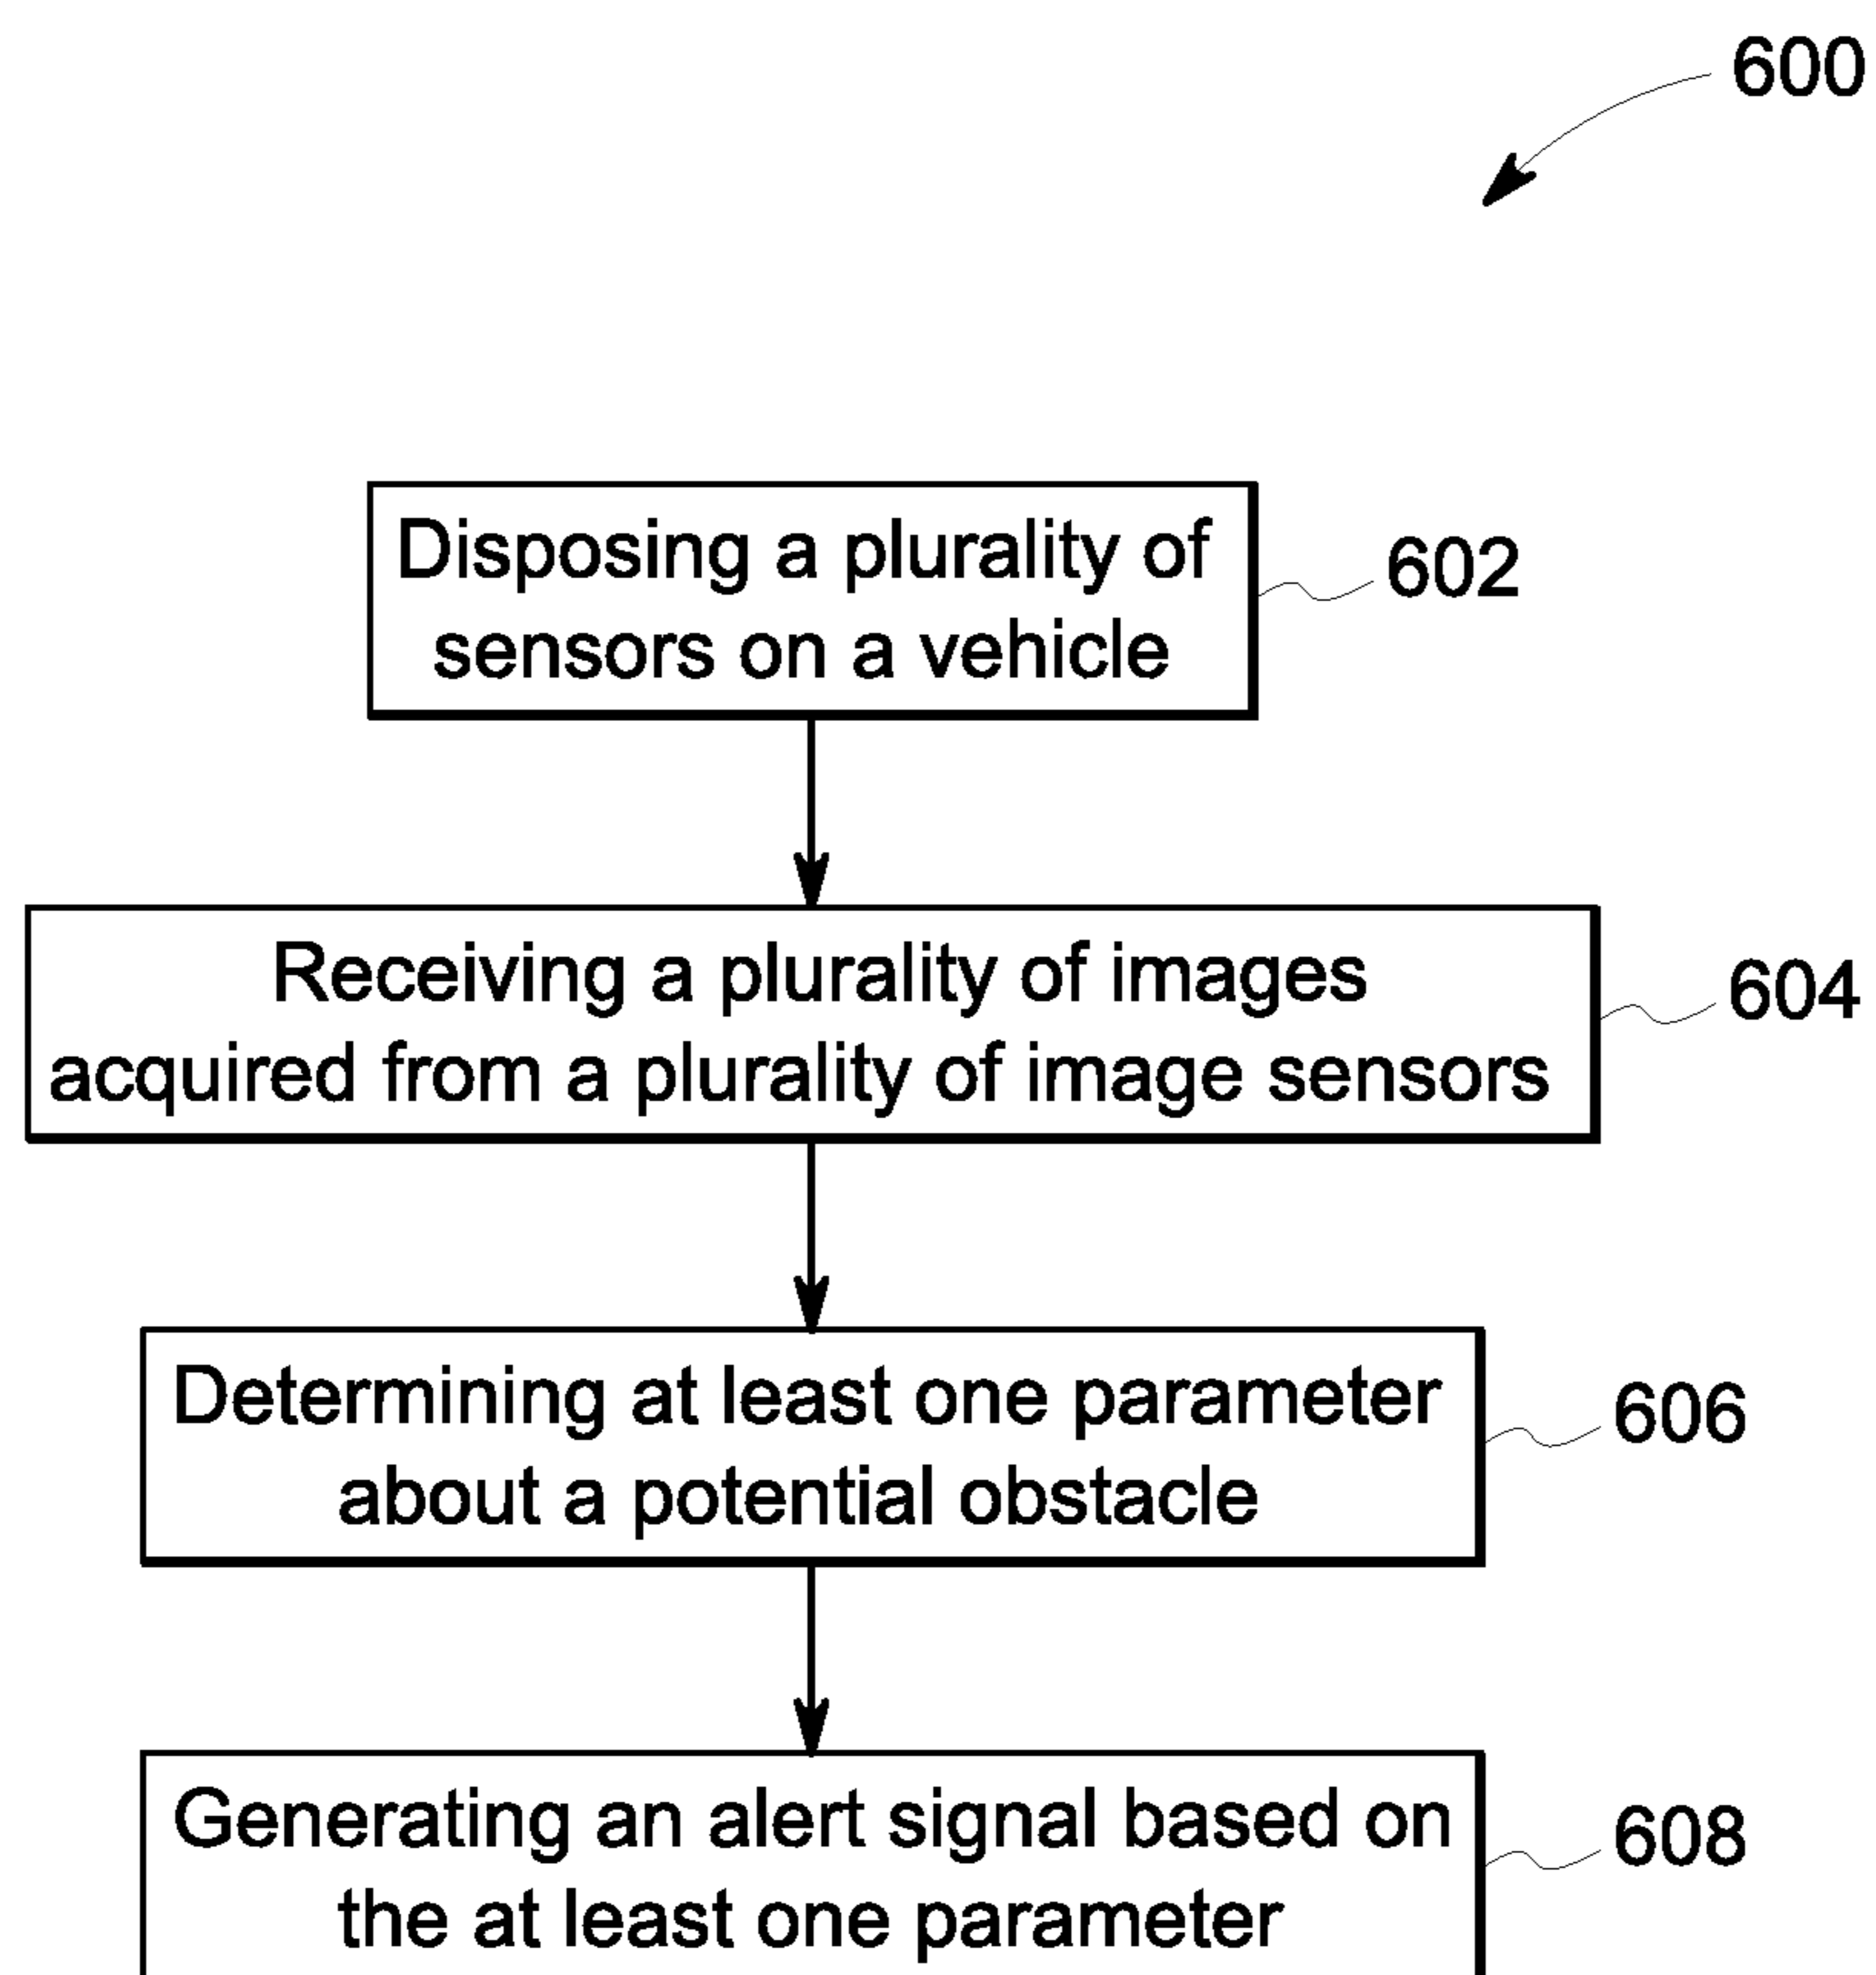 600
Disposing a plurality of
sensors on a vehicle
602
Receiving a plurality of images
acquired from a plurality of image sensors
604
Determining at least one parameter
about a potential obstacle
606
Generating an alert signal based on
the at least one parameter
608